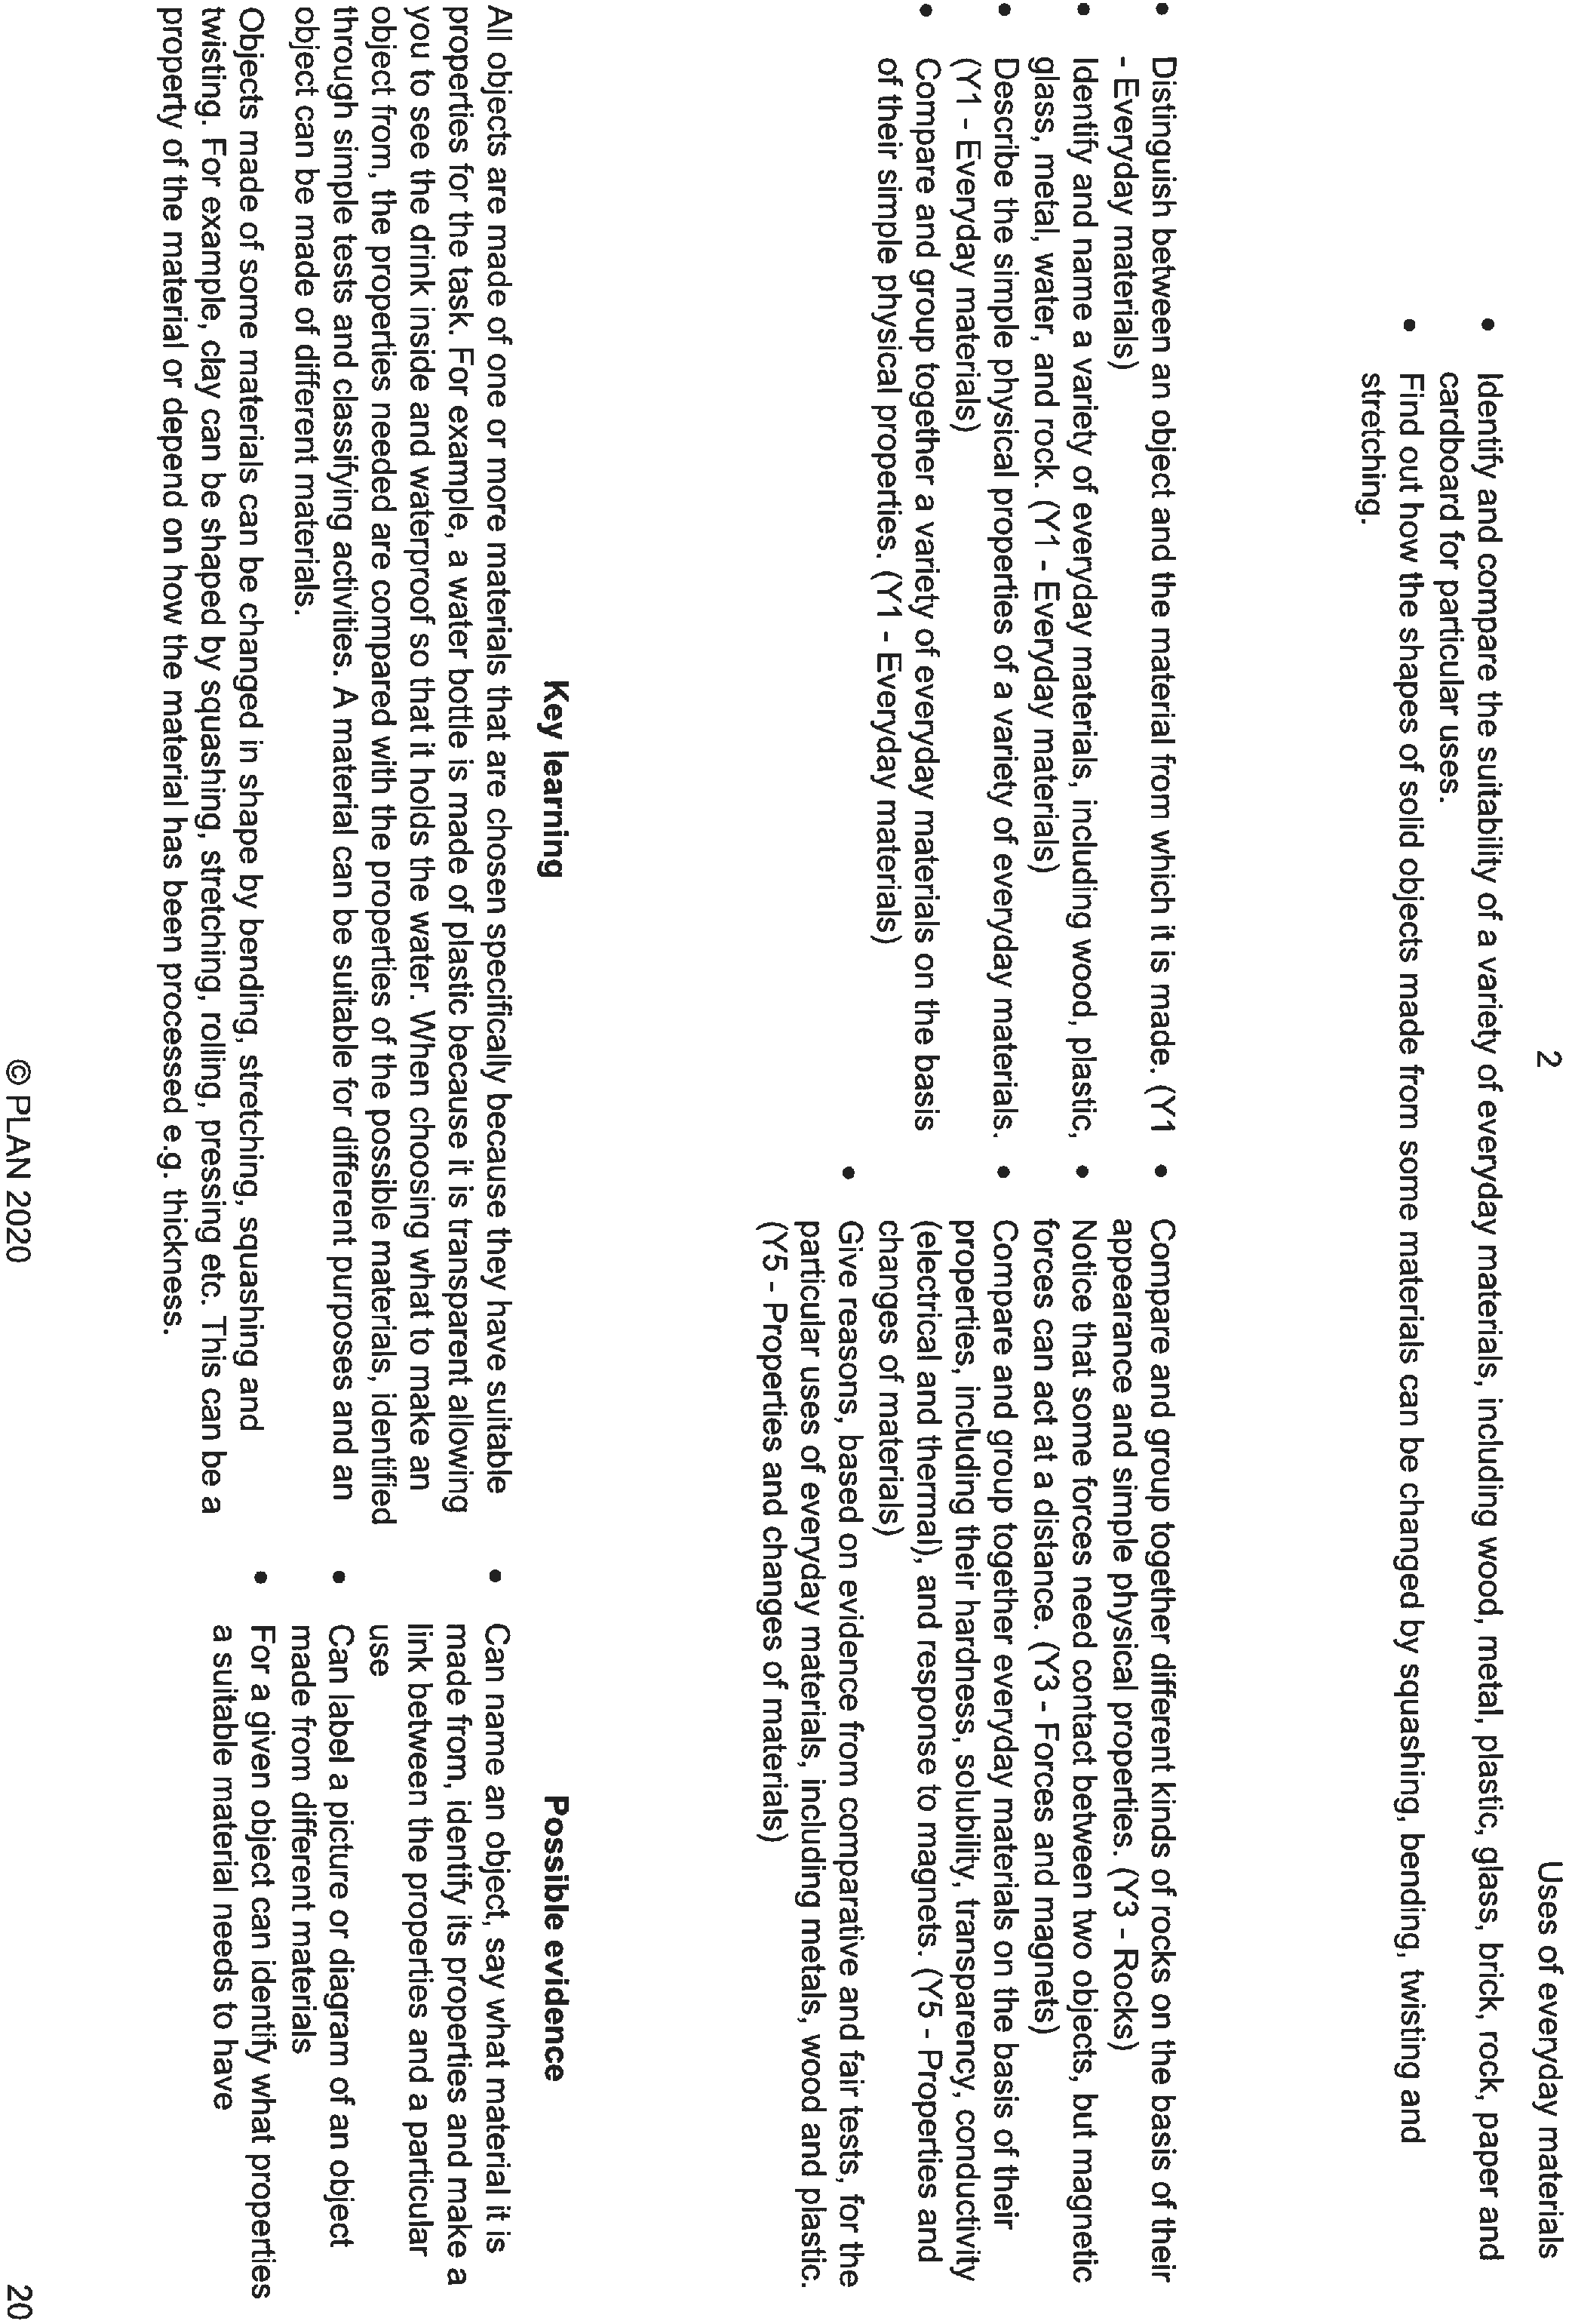 2
Uses of everyday materials
• Identify and compare the suitability of a variety of everyday materials, including wood, metal, plastic, glass, brick, rock, paper and
cardboard for particular uses.
• Find out how the shapes of solid objects made from some materials can be changed by squashing, bending, twisting and
stretching.
• Distinguish between an object and the material from which it is made. (Y1
- Everyday materials)
• Identify and name a variety of everyday materials, including wood, plastic,
glass, metal, water, and rock. (Y1 - Everyday materials)
• Describe the simple physical properties of a variety of everyday materials.
(Y1 - Everyday materials)
• Compare and group together a variety of everyday materials on the basis
of their simple physical properties. (Y1 - Everyday materials)
• Compare and group together different kinds of rocks on the basis of their
appearance and simple physical properties. (Y3 - Rocks)
• Notice that some forces need contact between two objects, but magnetic
forces can act at a distance. (Y3 - Forces and magnets)
• Compare and group together everyday materials on the basis of their
properties, including their hardness, solubility, transparency, conductivity
(electrical and thermal), and response to magnets. (Y5 - Properties and
changes of materials)
• Give reasons, based on evidence from comparative and fair tests, for the
particular uses of everyday materials, including metals, wood and plastic.
(Y5 - Properties and changes of materials)
Key learning
All objects are made of one or more materials that are chosen specifically because they have suitable
properties for the task. For example, a water bottle is made of plastic because it is transparent allowing
you to see the drink inside and waterproof so that it holds the water. When choosing what to make an
object from, the properties needed are compared with the properties of the possible materials, identified
through simple tests and classifying activities. A material can be suitable for different purposes and an
object can be made of different materials.
Objects made of some materials can be changed in shape by bending, stretching, squashing and
twisting. For example, clay can be shaped by squashing, stretching, rolling, pressing etc. This can be a
property of the material or depend on how the material has been processed e.g. thickness.
Possible evidence
• Can name an object, say what material it is
made from, identify its properties and make a
link between the properties and a particular
use
• Can label a picture or diagram of an object
made from different materials
• For a given object can identify what properties
a suitable material needs to have
© PLAN 2020
20